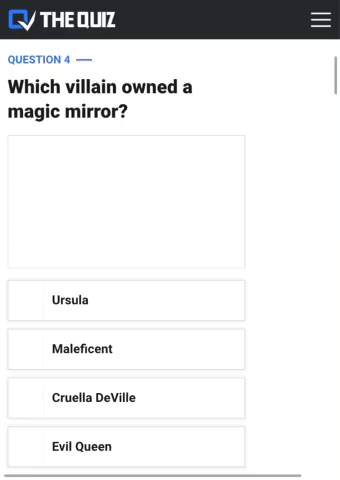 THE QUIZ
QUESTION 4
Which villain owned a
magic mirror?
Ursula
Maleficent
Cruella DeVille
Evil Queen